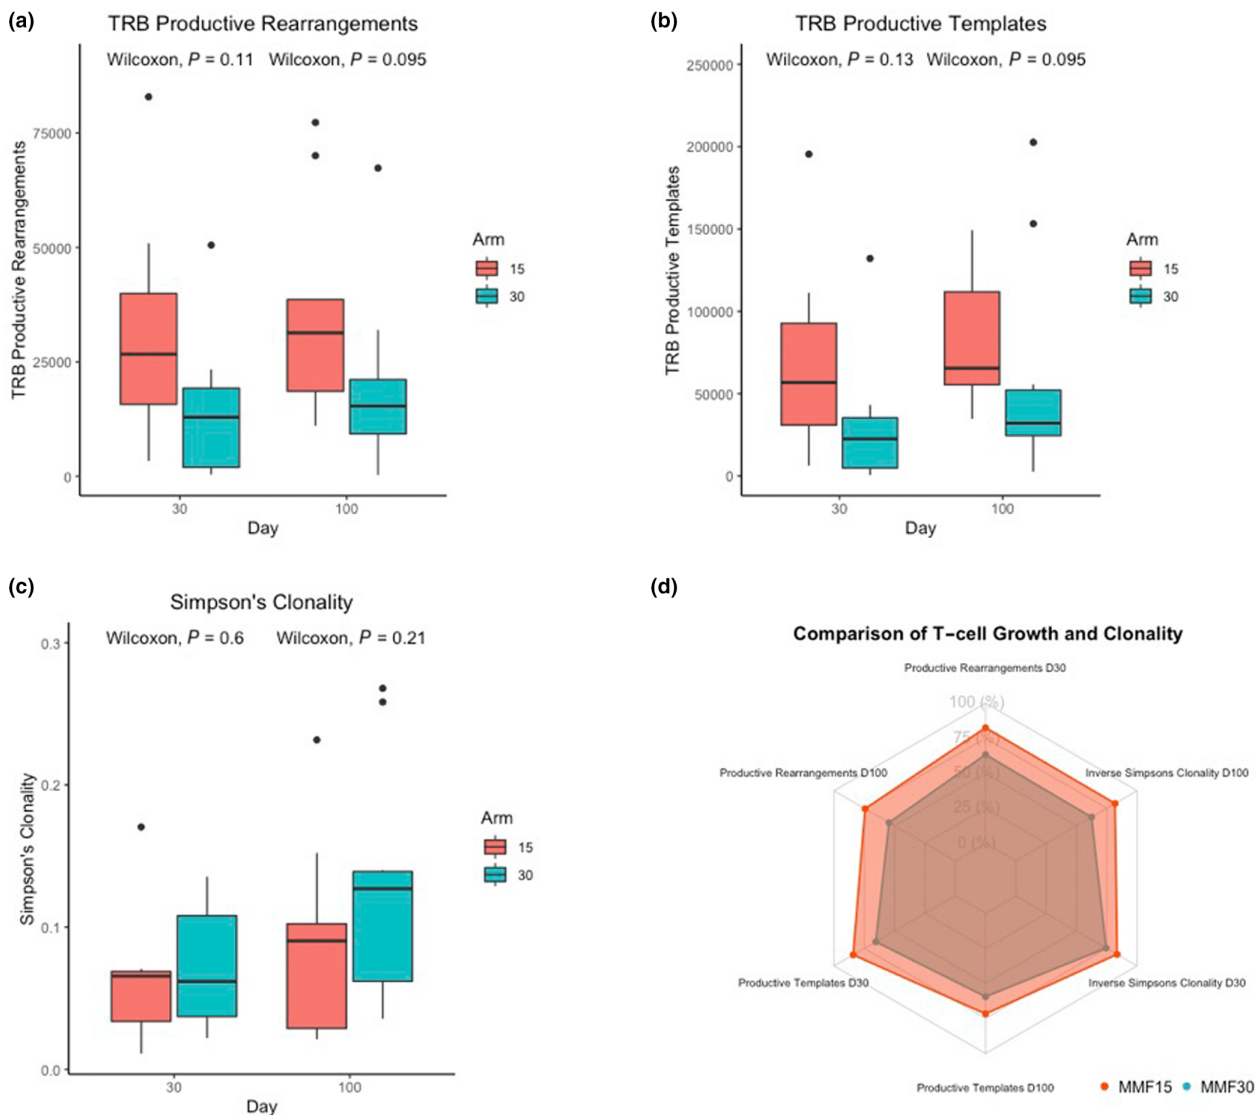 (a)
TRB Productive Rearrangements
Wilcoxon, P = 0.11 Wilcoxon, P = 0.095
TRB Productive Rearrangements
75000
50000
25000
0
30 100
Day
Arm
15
30
(b)
TRB Productive Templates
Wilcoxon, P = 0.13 Wilcoxon, P = 0.095
TRB Productive Templates
250000
200000
150000
100000
50000
0
30 100
Day
Arm
15
30
(c)
Simpson's Clonality
Wilcoxon, P = 0.6 Wilcoxon, P = 0.21
Simpson's Clonality
0.3
0.2
0.1
0.0
30 100
Day
Arm
15
30
(d)
Comparison of T–cell Growth and Clonality
Productive Rearrangements D30
100 (%)
75 (%)
Productive Rearrangements D100 50 (%) Inverse Simpsons Clonality D100
25 (%)
0 (%)
Productive Templates D30 Inverse Simpsons Clonality D30
Productive Templates D100
MMF15 MMF30